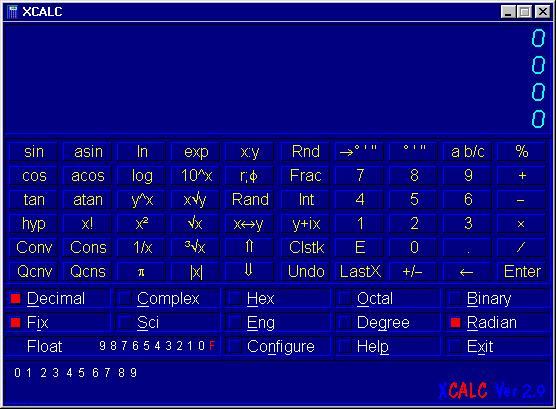 XCALC
0
0
0
0
sin asin ln exp x:y Rnd →° ' " ° ' " a b/c %
cos acos log 10^x r;ϕ Frac 7 8 9 +
tan atan y^x x√y Rand Int 4 5 6 −
hyp x! x² √x x↔y y+ix 1 2 3 ×
Conv Cons 1/x ³√x ⇑ Clstk E 0 . ⁄
Qcnv Qcns π |x| ⇓ Undo LastX +/− ← Enter
Decimal Complex Hex Octal Binary
Fix Sci Eng Degree Radian
Float 9 8 7 6 5 4 3 2 1 0 F Configure Help Exit
0 1 2 3 4 5 6 7 8 9
XCALC Ver 2.9